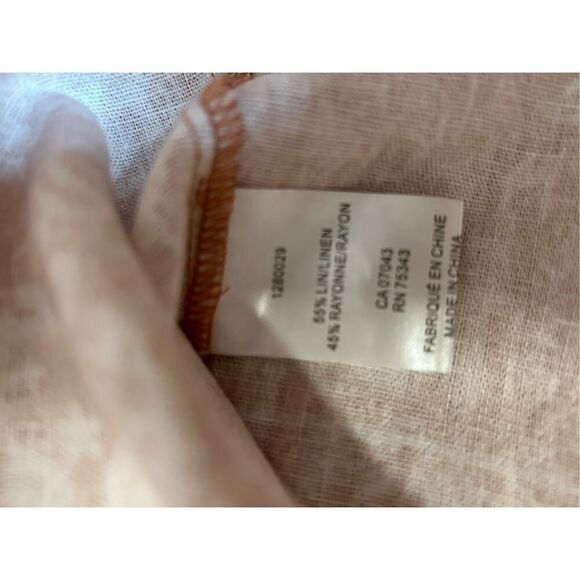 1280029
55% LIN/LINEN
45% RAYONNE/RAYON
CA 07043
RN 75343
FABRIQUÉ EN CHINE
MADE IN CHINA